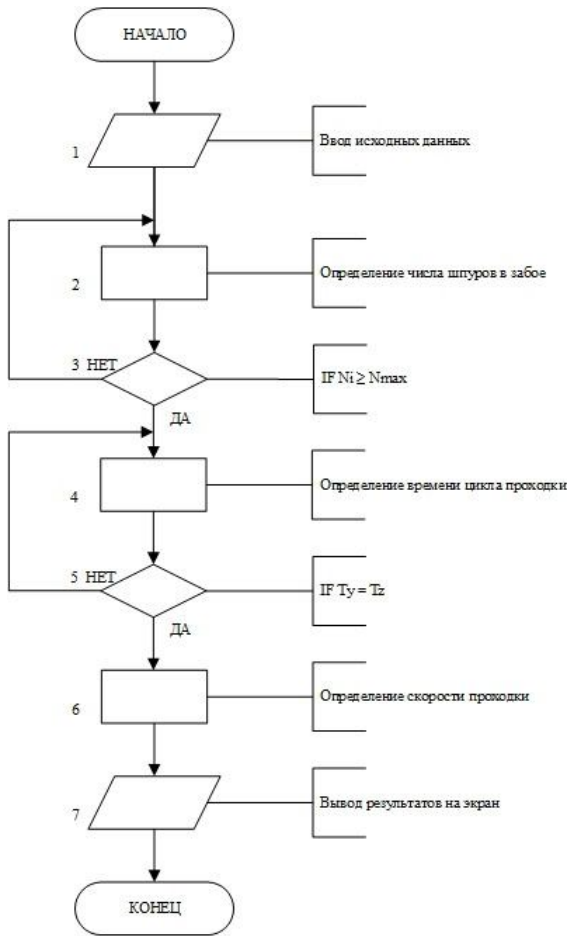 НАЧАЛО
1
Ввод исходных данных
2
Определение числа шпуров в забое
3 НЕТ
IF Ni ≥ Nmax
ДА
4
Определение времени цикла проходки
5 НЕТ
IF Ty = Tz
ДА
6
Определение скорости проходки
7
Вывод результатов на экран
КОНЕЦ